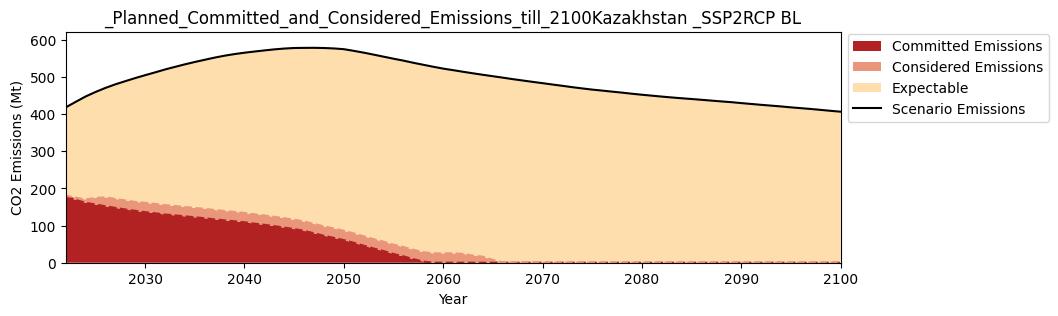 _Planned_Committed_and_Considered_Emissions_till_2100Kazakhstan _SSP2RCP BL
Committed Emissions
Considered Emissions
Expectable
Scenario Emissions
CO2 Emissions (Mt)
600
500
400
300
200
100
0
2030 2040 2050 2060 2070 2080 2090 2100
Year